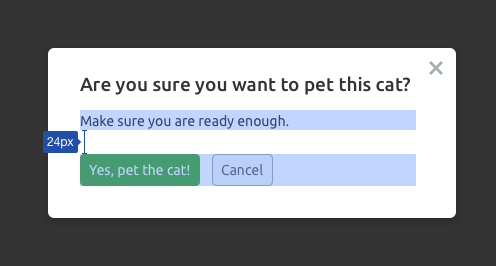 Are you sure you want to pet this cat?
Make sure you are ready enough.
24px
Yes, pet the cat! Cancel